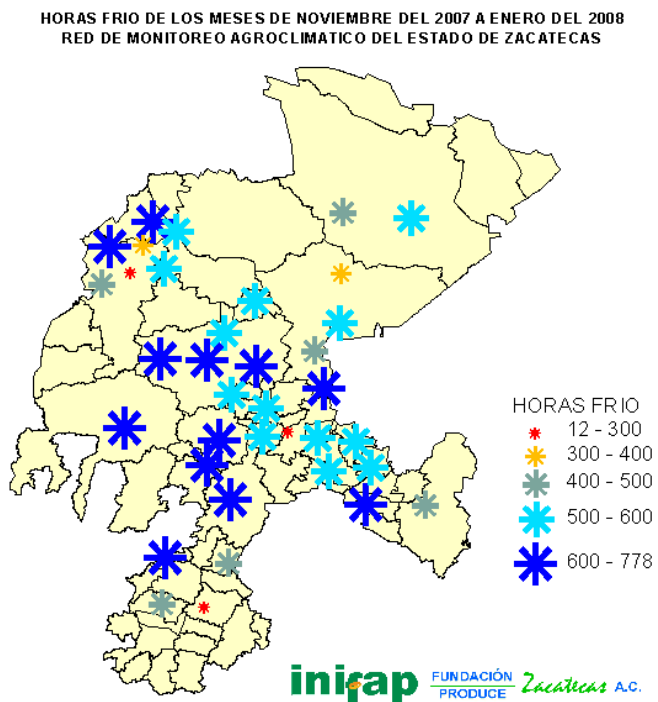 HORAS FRIO DE LOS MESES DE NOVIEMBRE DEL 2007 A ENERO DEL 2008
RED DE MONITOREO AGROCLIMATICO DEL ESTADO DE ZACATECAS
HORAS FRIO
12 - 300
300 - 400
400 - 500
500 - 600
600 - 778
inifap
FUNDACIÓN
PRODUCE
Zacatecas A.C.